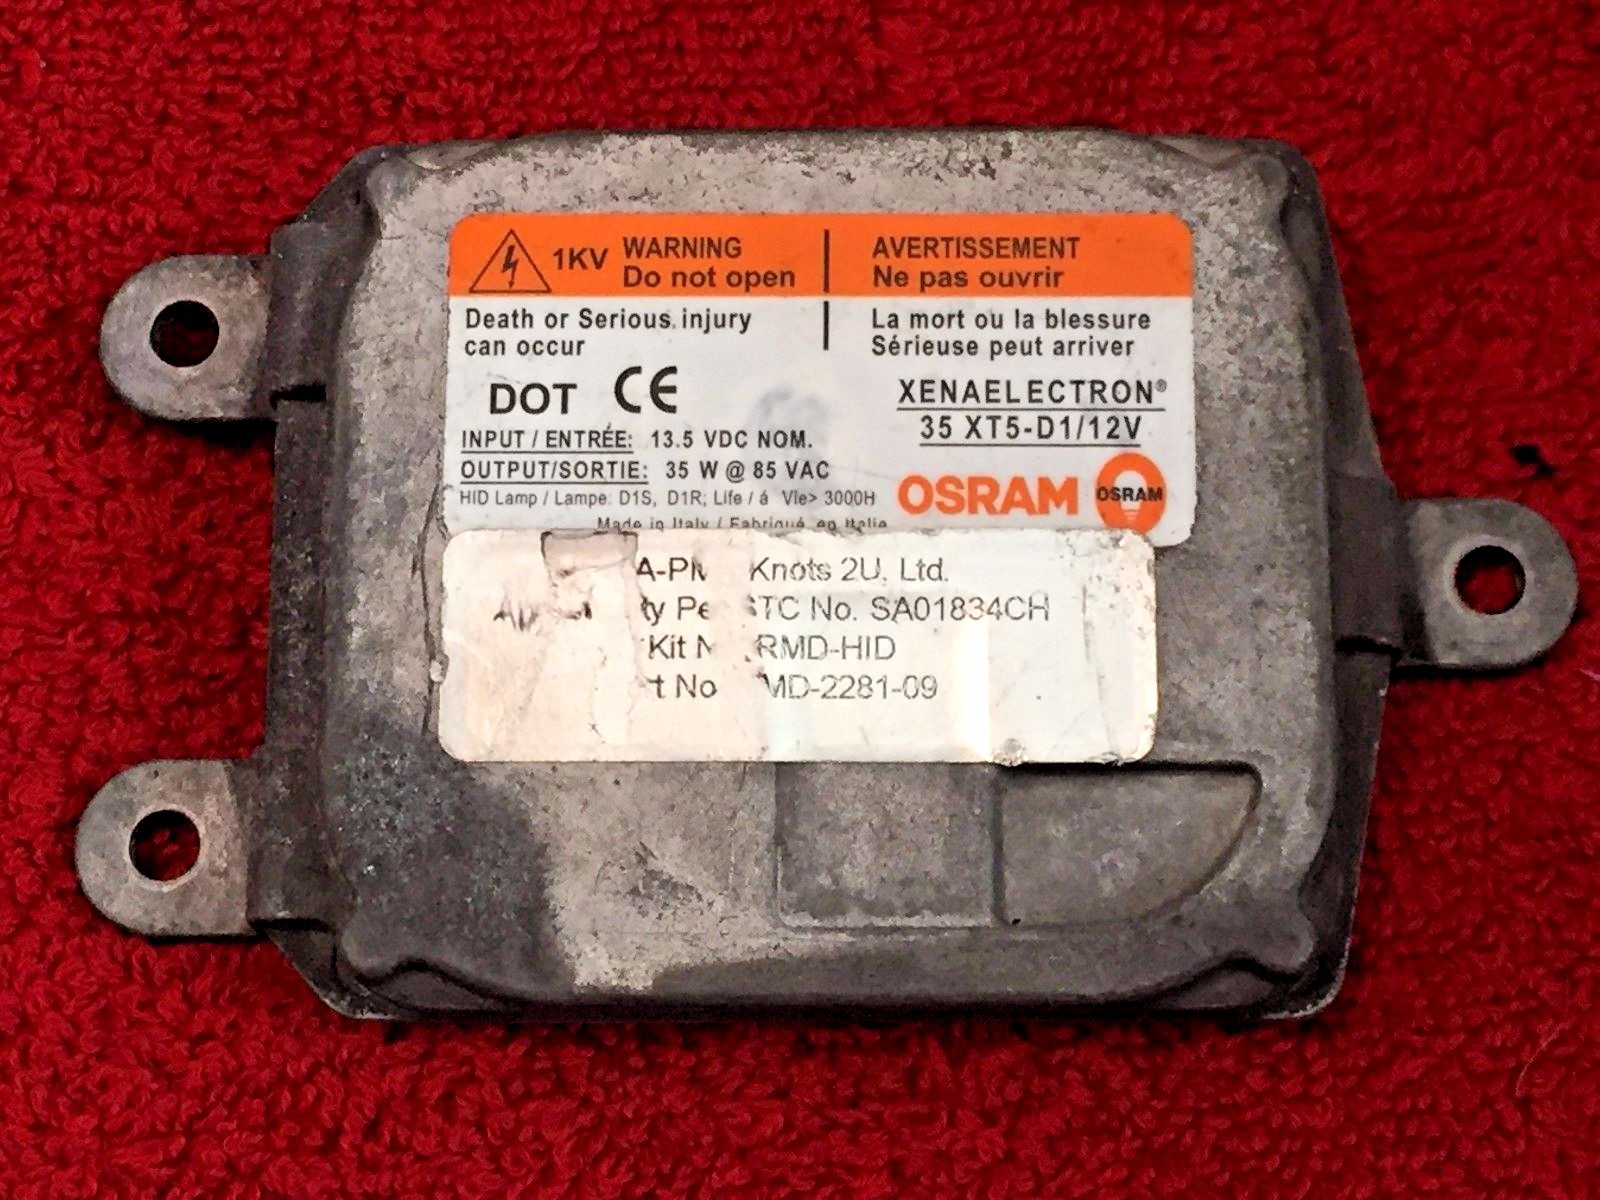 1KV WARNING
Do not open
AVERTISSEMENT
Ne pas ouvrir
Death or Serious injury
can occur
La mort ou la blessure
Sérieuse peut arriver
DOT CE
XENAELECTRON®
35 XT5-D1/12V
INPUT / ENTRÉE: 13.5 VDC NOM.
OUTPUT/SORTIE: 35 W @ 85 VAC
HID Lamp / Lampe: D1S, D1R; Life / á Vie> 3000H
OSRAM
OSRAM
Made in Italy / Fabriqué en Italie
Knots 2U, Ltd.
No. SA01834CH
Kit RMD-HID
No MD-2281-09